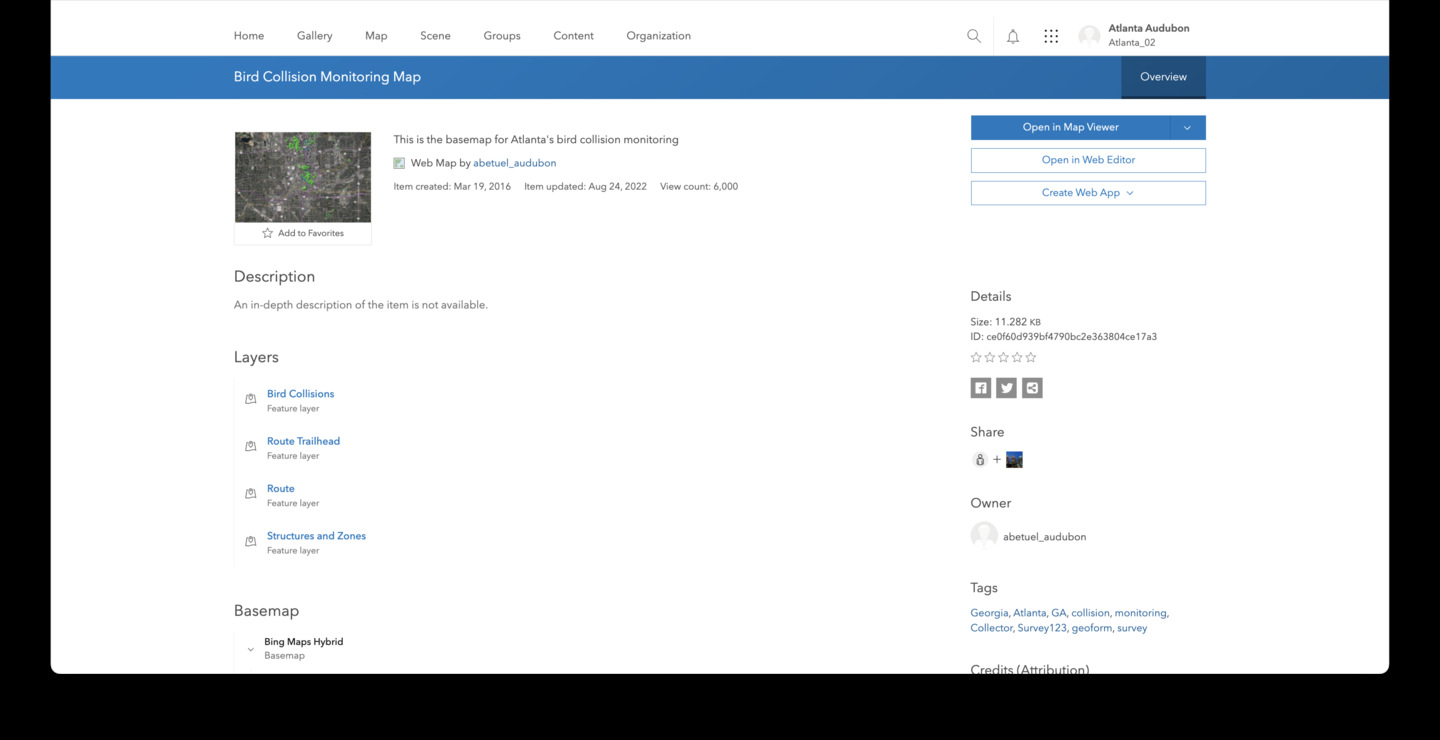 Home Gallery Map Scene Groups Content Organization
Atlanta Audubon
Atlanta_02
Bird Collision Monitoring Map
Overview
This is the basemap for Atlanta's bird collision monitoring
Web Map by abetuel_audubon
Item created: Mar 19, 2016 Item updated: Aug 24, 2022 View count: 6,000
Add to Favorites
Open in Map Viewer
Open in Web Editor
Create Web App
Description
An in-depth description of the item is not available.
Layers
Bird Collisions
Feature layer
Route Trailhead
Feature layer
Route
Feature layer
Structures and Zones
Feature layer
Basemap
Bing Maps Hybrid
Basemap
Details
Size: 11.282 KB
ID: ce0f60d939bf4790bc2e363804ce17a3
Share
+
Owner
abetuel_audubon
Tags
Georgia, Atlanta, GA, collision, monitoring,
Collector, Survey123, geoform, survey
Credits (Attribution)